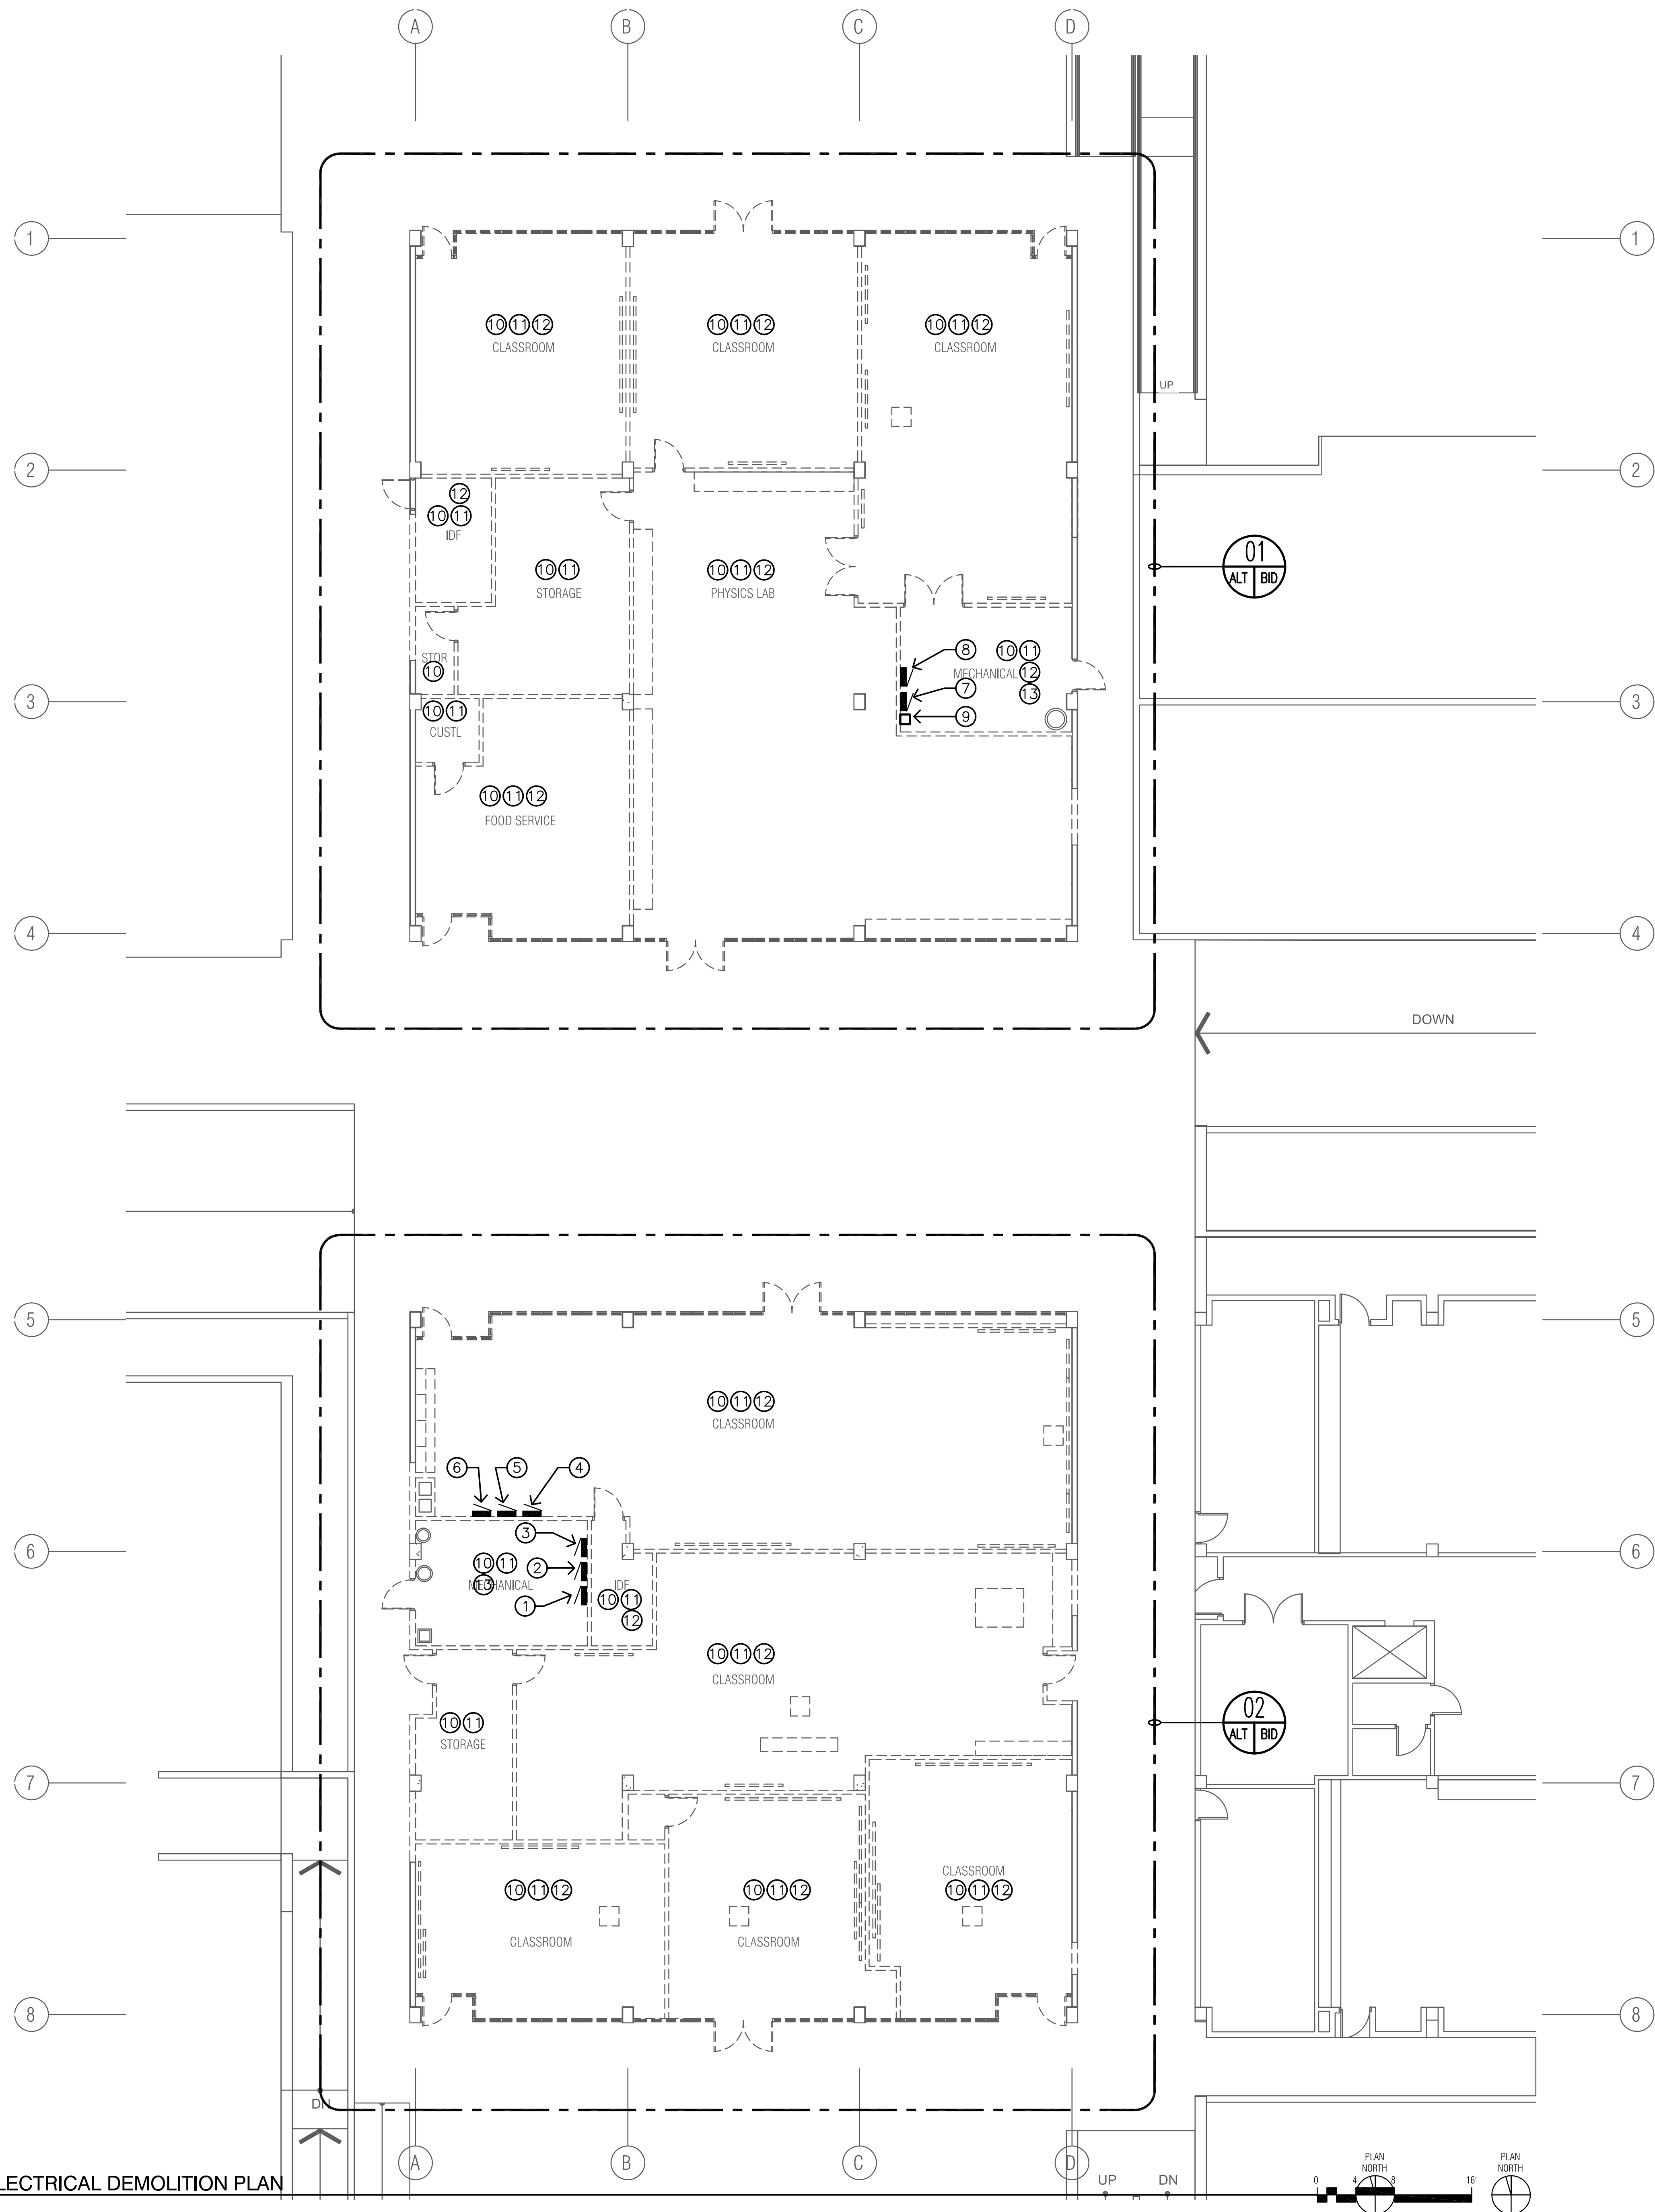 A B C D
1 1
10 11 12 10 11 12 10 11 12
CLASSROOM CLASSROOM CLASSROOM
UP
2 2
12
10 11
IDF
10 11 10 11 12
STORAGE PHYSICS LAB
01
ALT BID
8 10 11
STOR
10
MECHANICAL 12
7 13
3 3
10 11 9
CUSTL
10 11 12
FOOD SERVICE
4 4
DOWN
5 5
10 11 12
CLASSROOM
6 5 4
3
6 6
10 11 2
13
MECHANICAL
IDF
1 10 11
12
10 11 12
CLASSROOM
02
ALT BID
10 11
STORAGE
7 7
CLASSROOM
10 11 12 10 11 12 10 11 12
CLASSROOM CLASSROOM
8 8
DN
A B C D
LECTRICAL DEMOLITION PLAN
UP DN
PLAN
NORTH
0' 4' 8' 16'
PLAN
NORTH